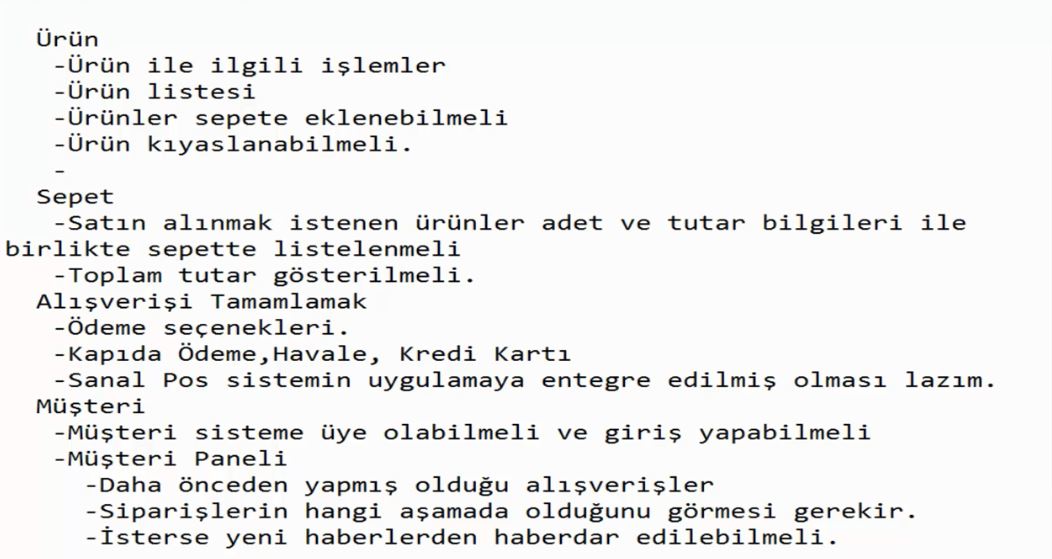 Ürün
-Ürün ile ilgili işlemler
-Ürün listesi
-Ürünler sepete eklenebilmeli
-Ürün kıyaslanabilmeli.
-
Sepet
-Satın alınmak istenen ürünler adet ve tutar bilgileri ile
birlikte sepette listelenmeli
-Toplam tutar gösterilmeli.
Alışverişi Tamamlamak
-Ödeme seçenekleri.
-Kapıda Ödeme,Havale, Kredi Kartı
-Sanal Pos sistemin uygulamaya entegre edilmiş olması lazım.
Müşteri
-Müşteri sisteme üye olabilmeli ve giriş yapabilmeli
-Müşteri Paneli
-Daha önceden yapmış olduğu alışverişler
-Siparişlerin hangi aşamada olduğunu görmesi gerekir.
-İsterse yeni haberlerden haberdar edilebilmeli.